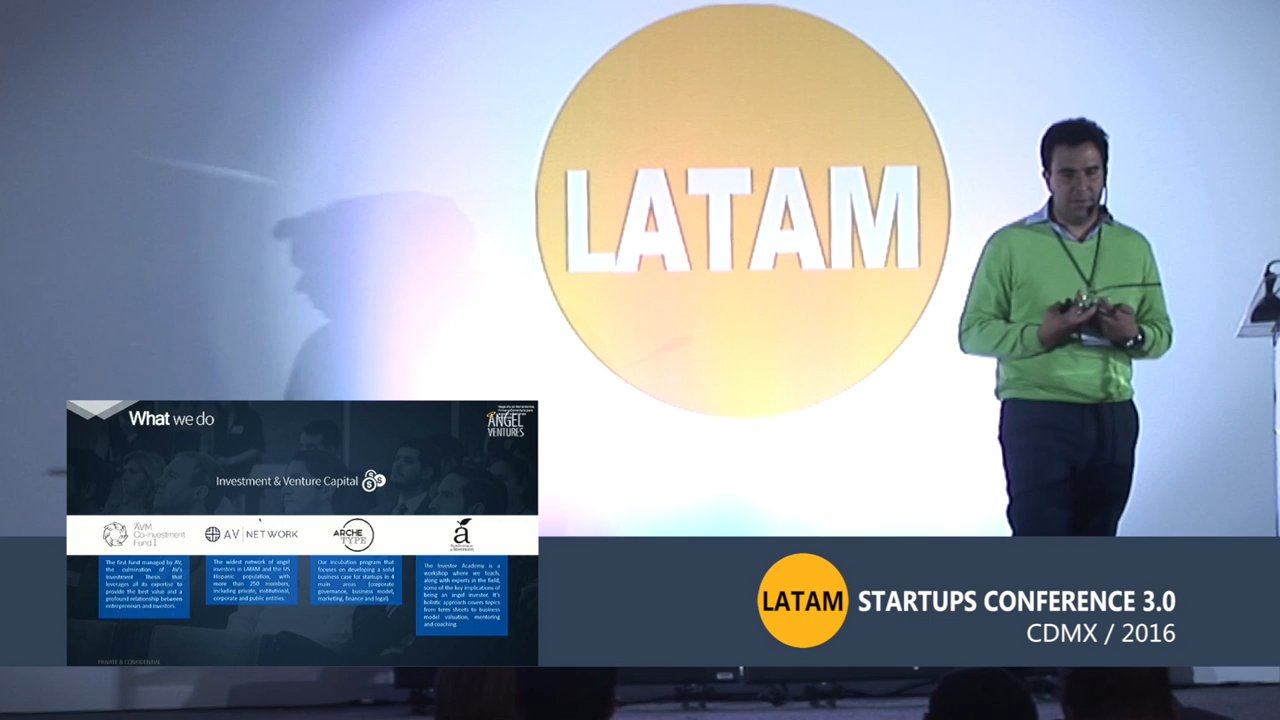 LATAM
What we do
ANGEL
VENTURES
Investment & Venture Capital
AVM
Co-investment
Fund I
AV NETWORK
ARCHE
TYPE
á
The first fund managed by AV,
the culmination of AV's
Investment Thesis that
leverages all its expertise to
provide the best value and a
profound relationship between
entrepreneurs and investors.
The widest network of angel
investors in LATAM and the US
Hispanic population, with
more than 250 members,
including private, institutional,
corporate and public entities.
Our incubation program that
focuses on developing a solid
business case for startups in 4
main areas (corporate
governance, business model,
marketing, finance and legal).
The Investor Academy is a
workshop where we teach,
along with experts in the field,
some of the key implications of
being an angel investor. It's
holistic approach covers topics
from term sheets to business
model valuation, mentoring
and coaching.
LATAM STARTUPS CONFERENCE 3.0
CDMX / 2016